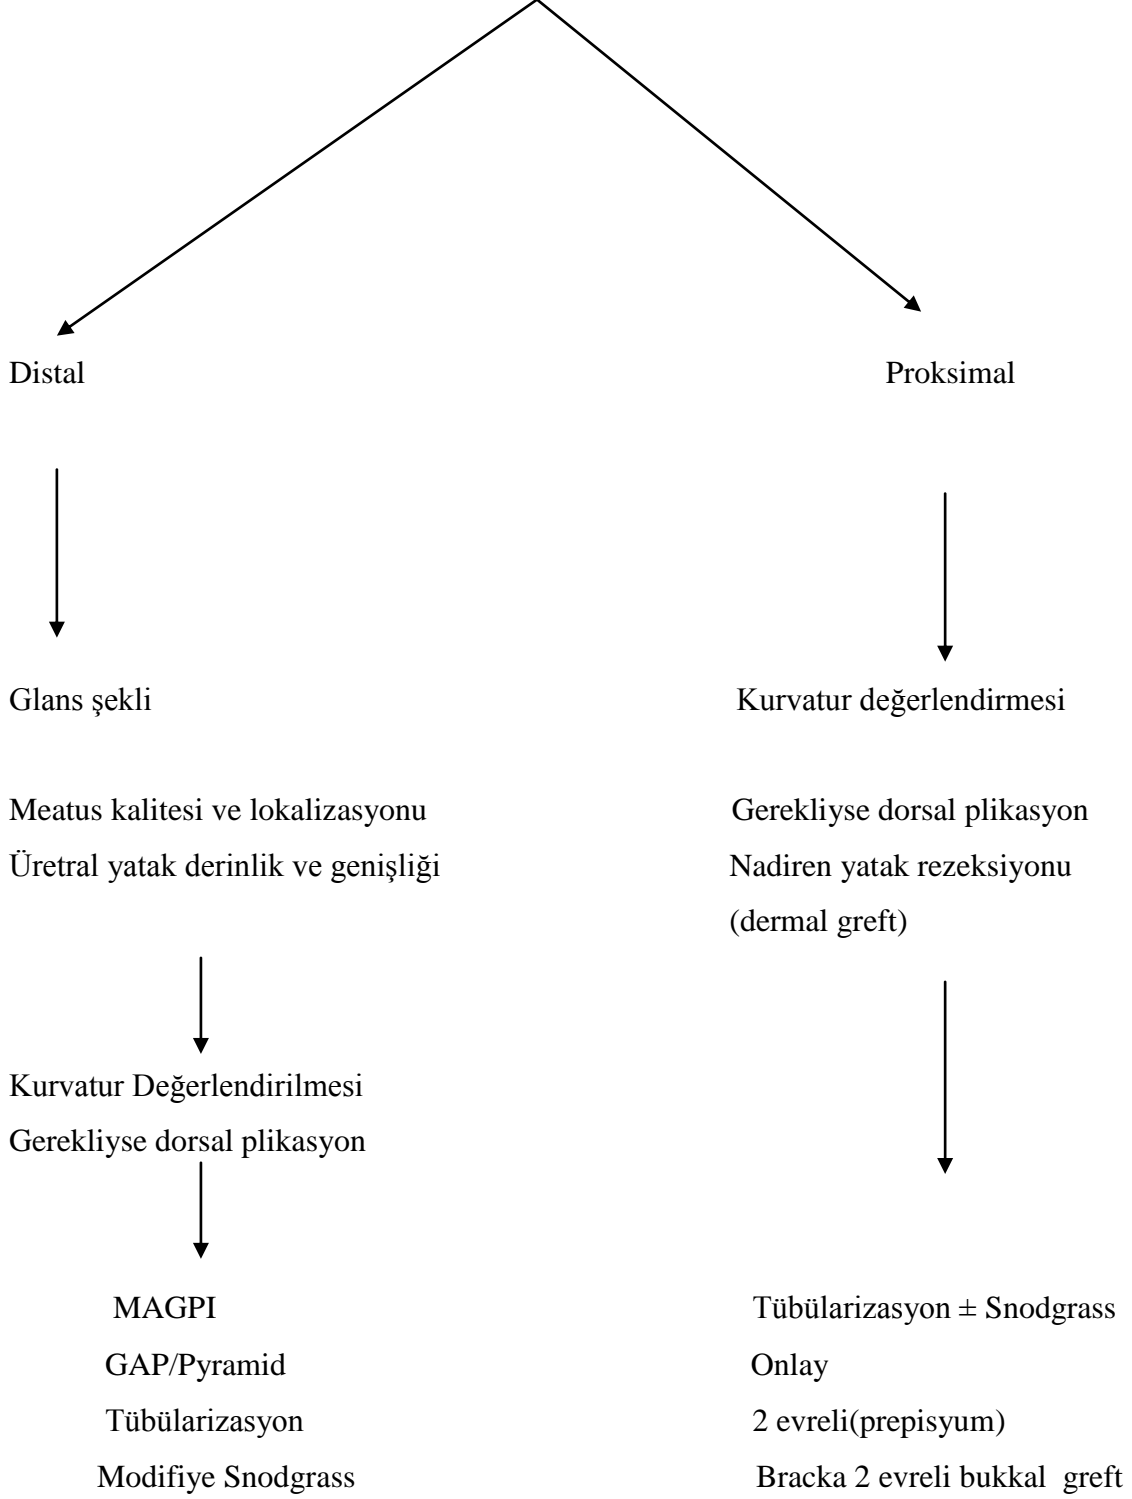 Distal
Proksimal
Glans şekli
Kurvatur değerlendirmesi
Meatus kalitesi ve lokalizasyonu
Gerekliyse dorsal plikasyon
Üretral yatak derinlik ve genişliği
Nadiren yatak rezeksiyonu
(dermal greft)
Kurvatur Değerlendirilmesi
Gerekliyse dorsal plikasyon
MAGPI
Tübülarizasyon ± Snodgrass
GAP/Pyramid
Onlay
Tübülarizasyon
2 evreli(prepisyum)
Modifiye Snodgrass
Bracka 2 evreli bukkal greft